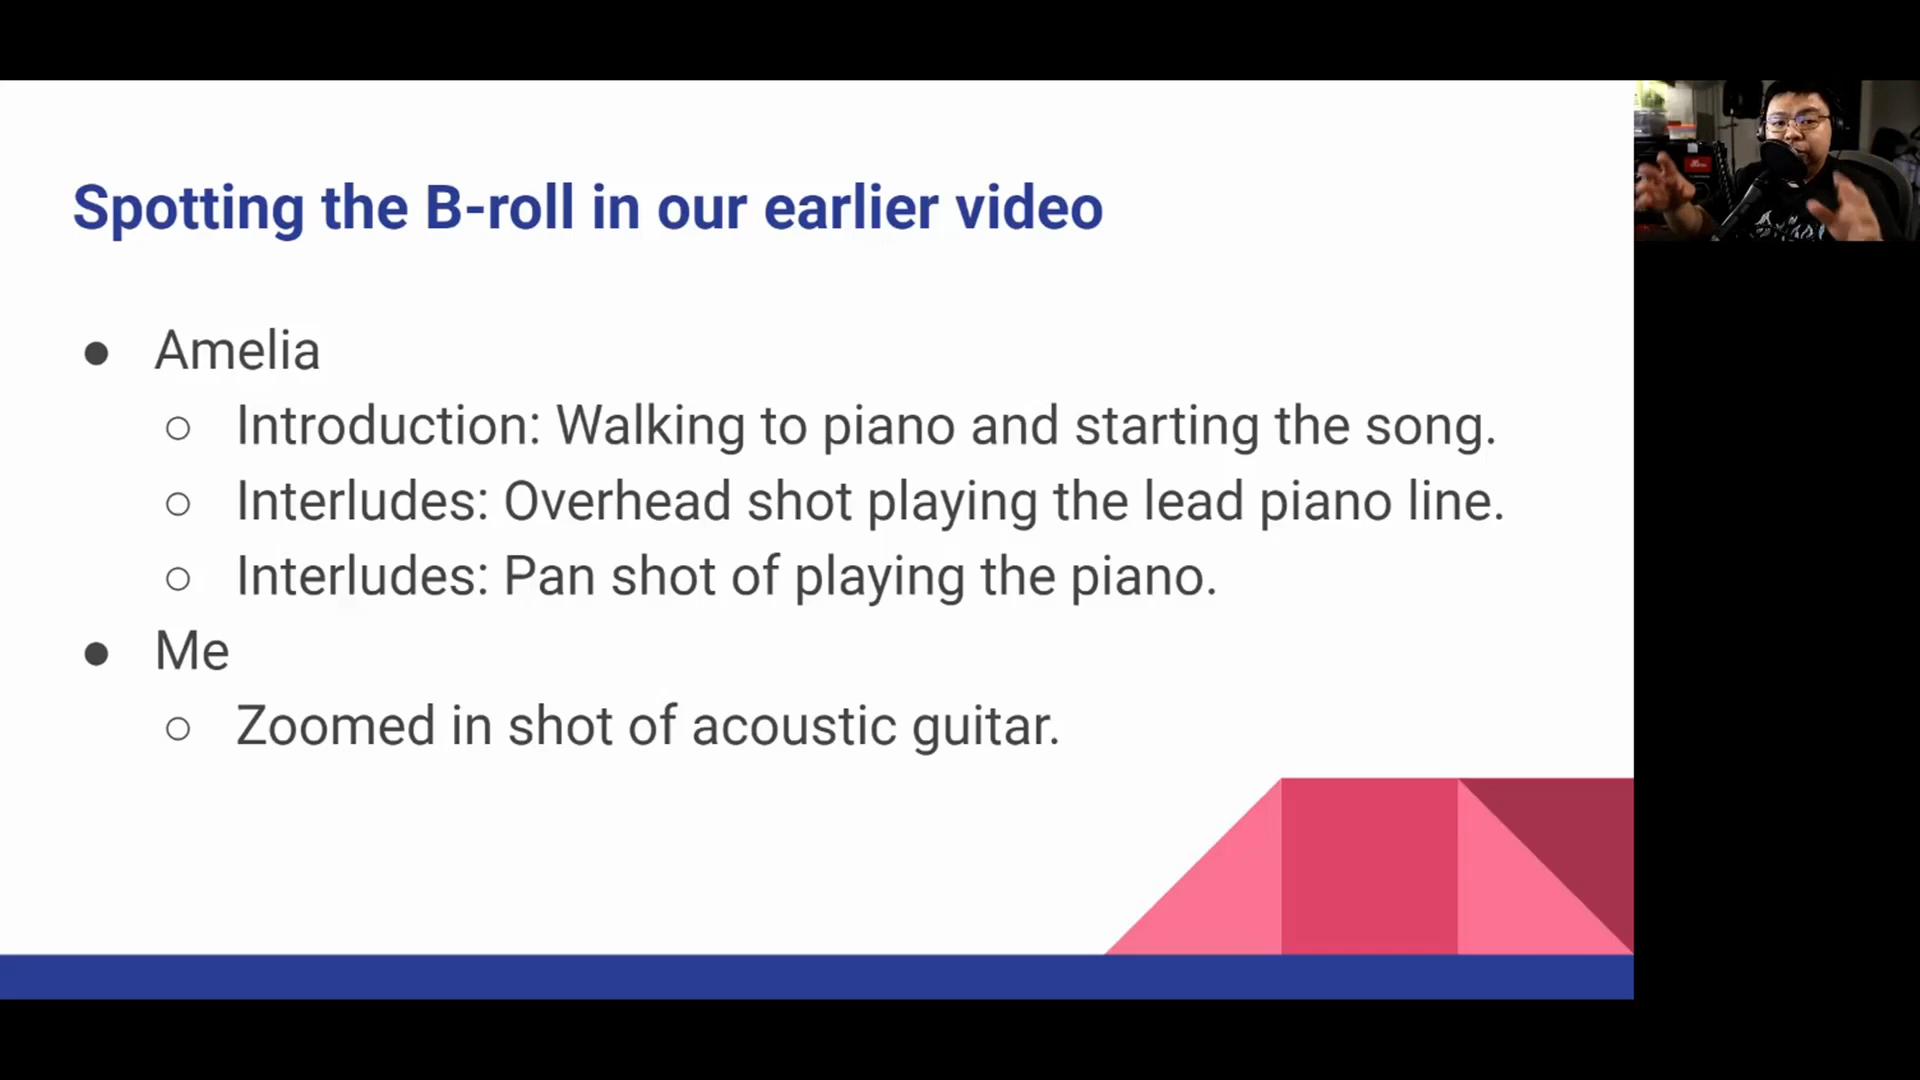 Spotting the B-roll in our earlier video
● Amelia
○ Introduction: Walking to piano and starting the song.
○ Interludes: Overhead shot playing the lead piano line.
○ Interludes: Pan shot of playing the piano.
● Me
○ Zoomed in shot of acoustic guitar.